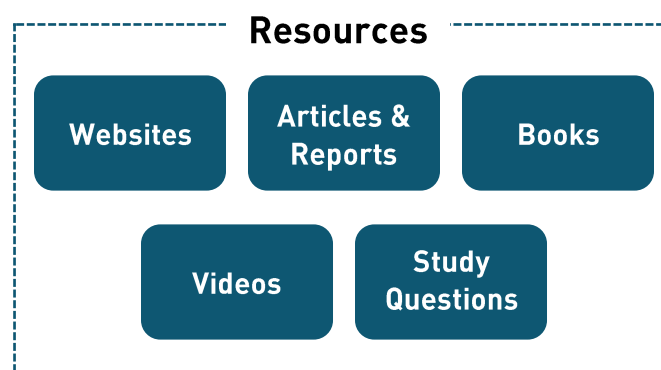 Resources
Websites
Articles &
Reports
Books
Videos
Study
Questions